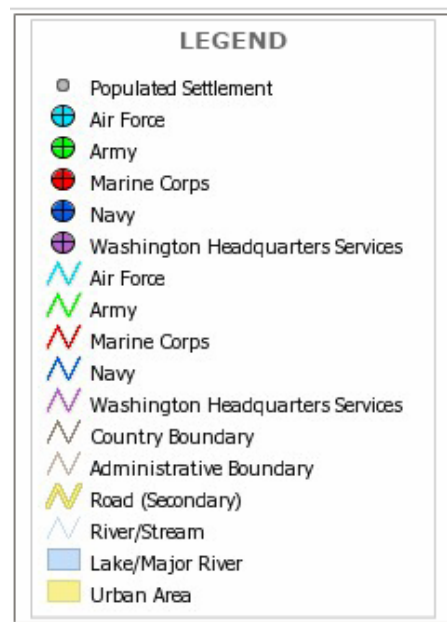 LEGEND
Populated Settlement
Air Force
Army
Marine Corps
Navy
Washington Headquarters Services
Air Force
Army
Marine Corps
Navy
Washington Headquarters Services
Country Boundary
Administrative Boundary
Road (Secondary)
River/Stream
Lake/Major River
Urban Area